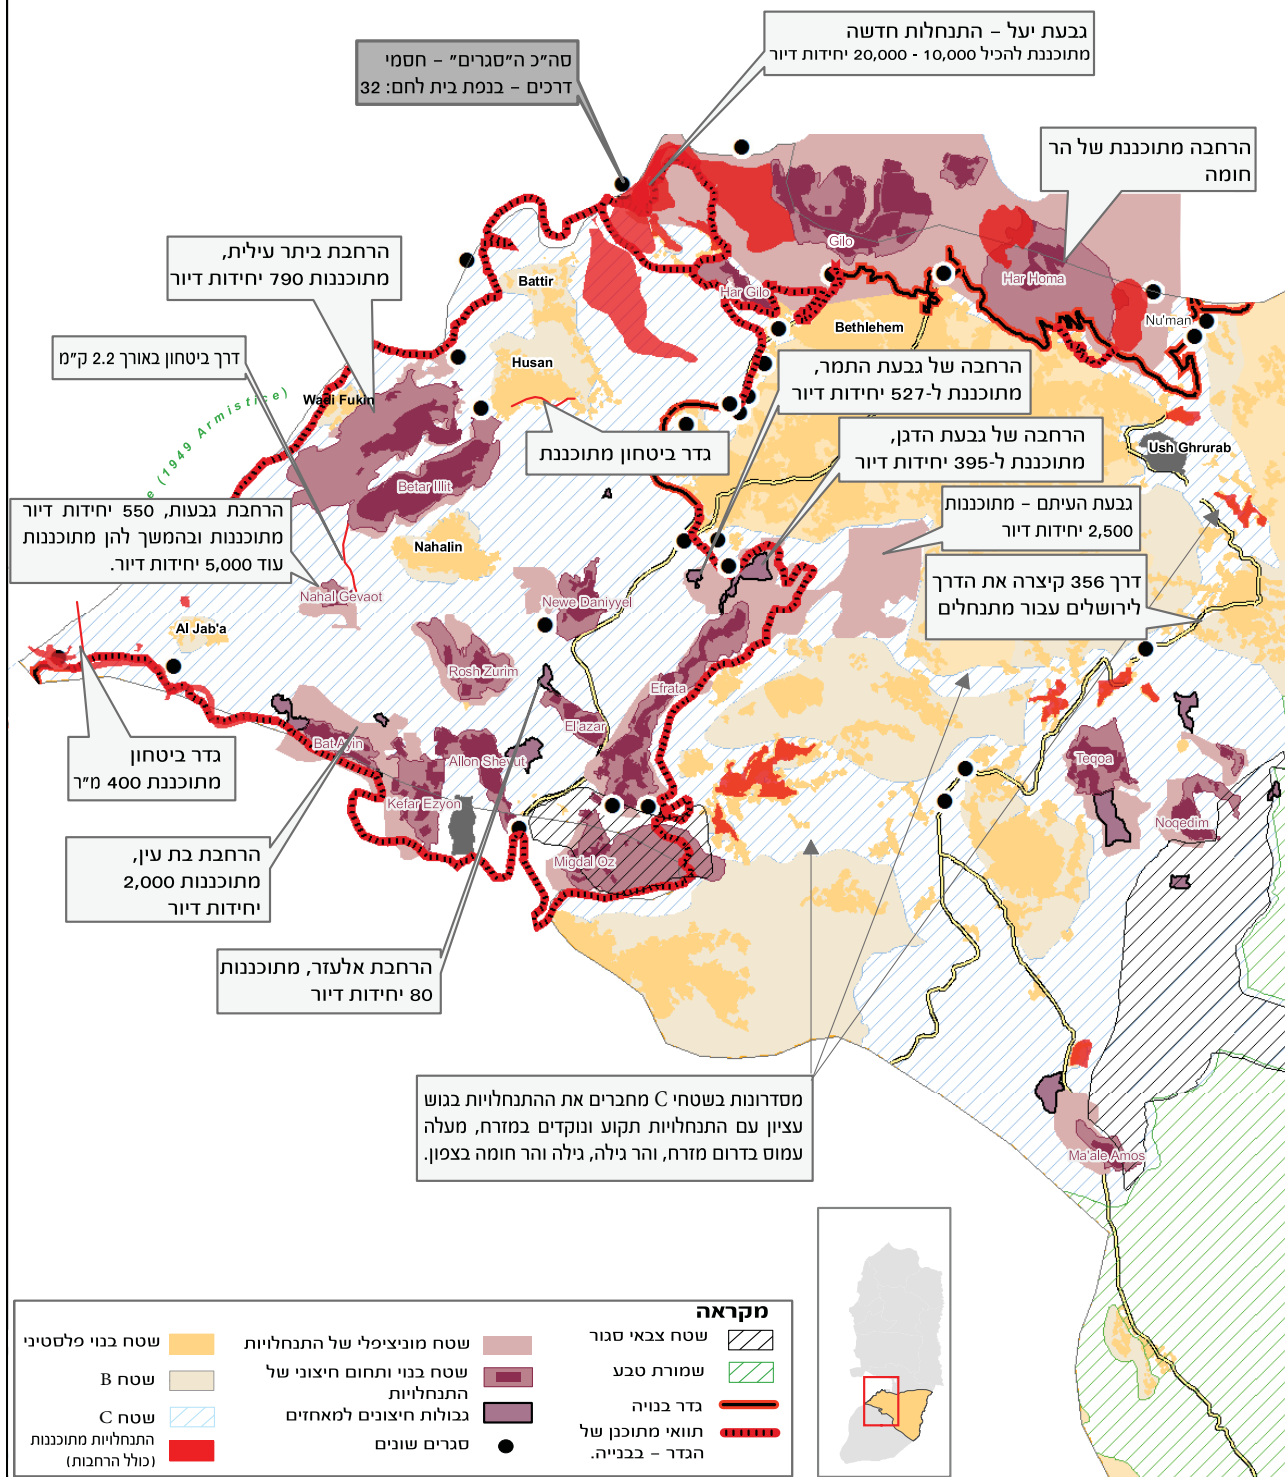 גבעת יעל – התנחלות חדשה
מתוכננת להכיל 10,000 - 20,000 יחידות דיור
סה"כ ה"סגרים" – חסמי
דרכים – בנפת בית לחם: 32
הרחבה מתוכננת של הר
חומה
הרחבת ביתר עילית,
מתוכננות 790 יחידות דיור
דרך ביטחון באורך 2.2 ק"מ
הרחבה של גבעת התמר,
מתוכננת ל-527 יחידות דיור
הרחבה של גבעת הדגן,
מתוכננת ל-395 יחידות דיור
גדר ביטחון מתוכננת
גבעת העיתם – מתוכננות
2,500 יחידות דיור
הרחבת גבעות, 550 יחידות דיור
מתוכננות ובהמשך להן מתוכננות
עוד 5,000 יחידות דיור.
דרך 356 קיצרה את הדרך
לירושלים עבור מתנחלים
גדר ביטחון
מתוכננת 400 מ"ר
הרחבת בת עין,
מתוכננות 2,000
יחידות דיור
הרחבת אלעזר, מתוכננות
80 יחידות דיור
מסדרונות בשטחי C מחברים את ההתנחלויות בגוש
עציון עם התנחלויות תקוע ונוקדים במזרח, מעלה
עמוס בדרום מזרח, והר גילה, גילה והר חומה בצפון.
Gilo
Har Homa
Battir
Har Gilo
Nu'man
Bethlehem
Husan
Wadi Fukin
e (1949 Armistice)
Ush Ghrurab
Betar Illit
Nahalin
Nahal Gevaot
Newe Daniyyel
Al Jab'a
Rosh Zurim
Efrata
El'azar
Bat Ayin
Allon Shevut
Teqoa
Kefar Ezyon
Noqedim
Migdal Oz
Ma'ale Amos
מקראה
שטח צבאי סגור
שמורת טבע
גדר בנויה
תוואי מתוכנן של
הגדר – בבנייה.
שטח מוניציפלי של התנחלויות
שטח בנוי ותחום חיצוני של
התנחלויות
גבולות חיצונים למאחזים
סגרים שונים
שטח בנוי פלסטיני
שטח B
שטח C
התנחלויות מתוכננות
(כולל הרחבות)